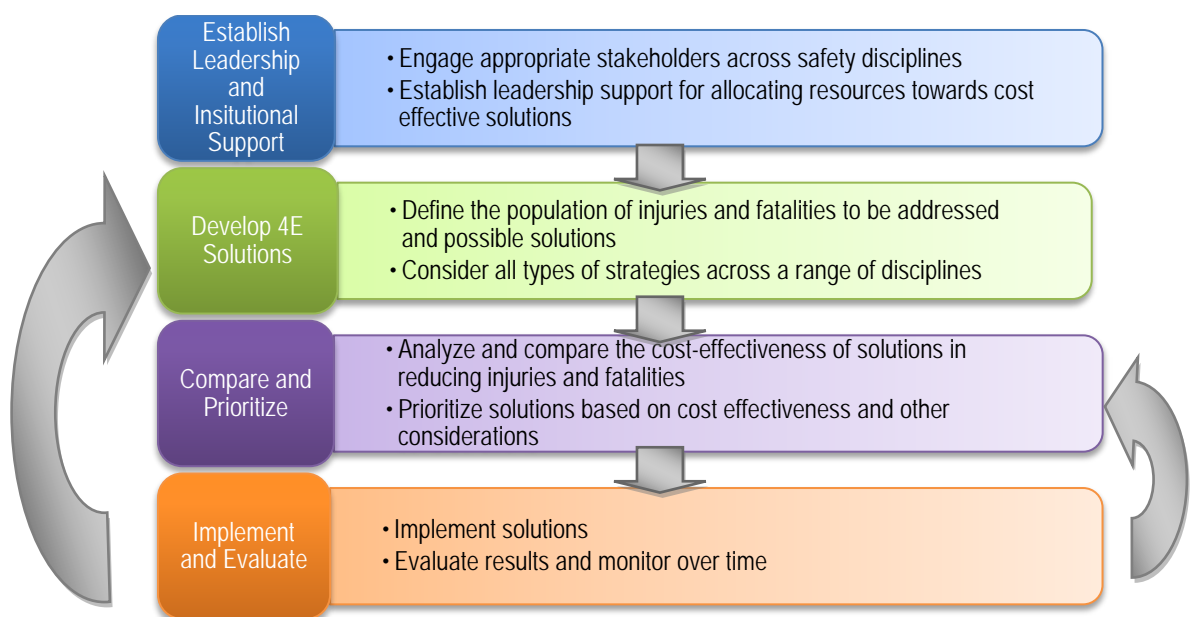 Establish
Leadership
and
Insitutional
Support
• Engage appropriate stakeholders across safety disciplines
• Establish leadership support for allocating resources towards cost
effective solutions
Develop 4E
Solutions
• Define the population of injuries and fatalities to be addressed
and possible solutions
• Consider all types of strategies across a range of disciplines
Compare and
Prioritize
• Analyze and compare the cost-effectiveness of solutions in
reducing injuries and fatalities
• Prioritize solutions based on cost effectiveness and other
considerations
Implement
and Evaluate
• Implement solutions
• Evaluate results and monitor over time